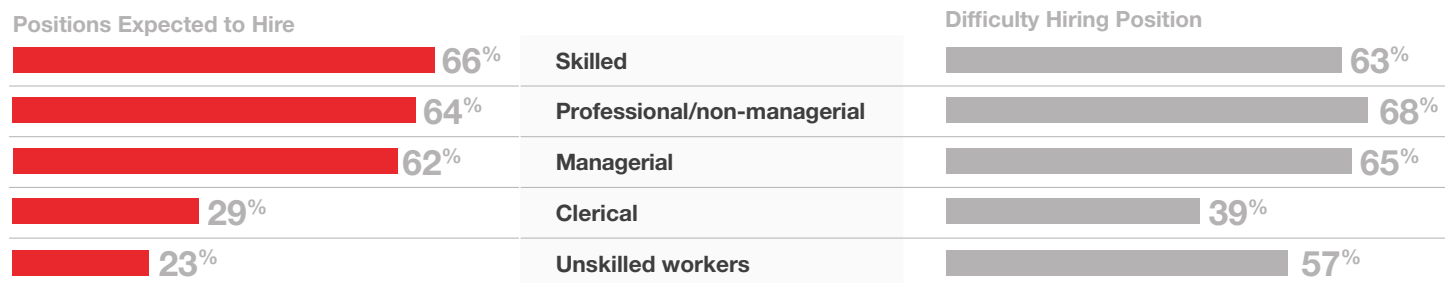 Positions Expected to Hire
Difficulty Hiring Position
66% Skilled 63%
64% Professional/non-managerial 68%
62% Managerial 65%
29% Clerical 39%
23% Unskilled workers 57%